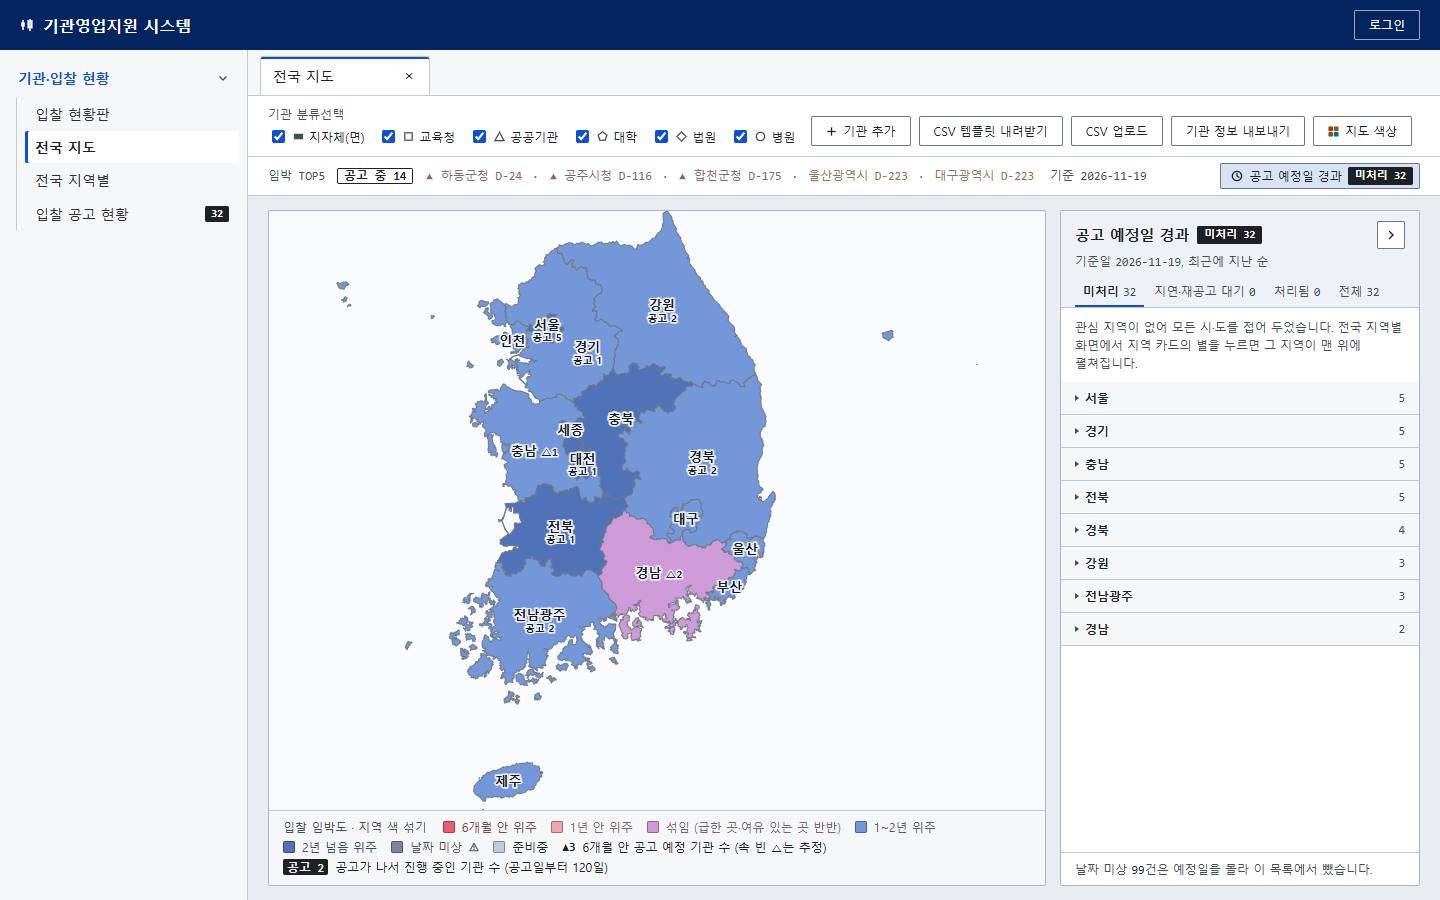 기관영업지원 시스템
로그인
기관·입찰 현황
입찰 현황판
전국 지도
전국 지역별
입찰 공고 현황 32
전국 지도 ×
기관 분류선택
지자체(면) 교육청 공공기관 대학 법원 병원
+ 기관 추가
CSV 템플릿 내려받기
CSV 업로드
기관 정보 내보내기
지도 색상
임박 TOP5 공고 중 14 ▲ 하동군청 D-24 · ▲ 공주시청 D-116 · ▲ 합천군청 D-175 · 울산광역시 D-223 · 대구광역시 D-223 기준 2026-11-19
공고 예정일 경과 미처리 32
강원
공고 2
서울
공고 5
인천
경기
공고 1
충북
세종
충남 △1
대전
공고 1
경북
공고 2
대구
전북
공고 1
울산
경남 △2
부산
전남광주
공고 2
제주
입찰 임박도 · 지역 색 섞기 6개월 안 위주 1년 안 위주 섞임 (급한 곳·여유 있는 곳 반반) 1~2년 위주
2년 넘음 위주 날짜 미상 ⚠ 준비중 ▲3 6개월 안 공고 예정 기관 수 (속 빈 △는 추정)
공고 2 공고가 나서 진행 중인 기관 수 (공고일부터 120일)
공고 예정일 경과 미처리 32
기준일 2026-11-19, 최근에 지난 순
미처리 32 지연·재공고 대기 0 처리됨 0 전체 32
관심 지역이 없어 모든 시·도를 접어 두었습니다. 전국 지역별
화면에서 지역 카드의 별을 누르면 그 지역이 맨 위에
펼쳐집니다.
서울 5
경기 5
충남 5
전북 5
경북 4
강원 3
전남광주 3
경남 2
날짜 미상 99건은 예정일을 몰라 이 목록에서 뺐습니다.